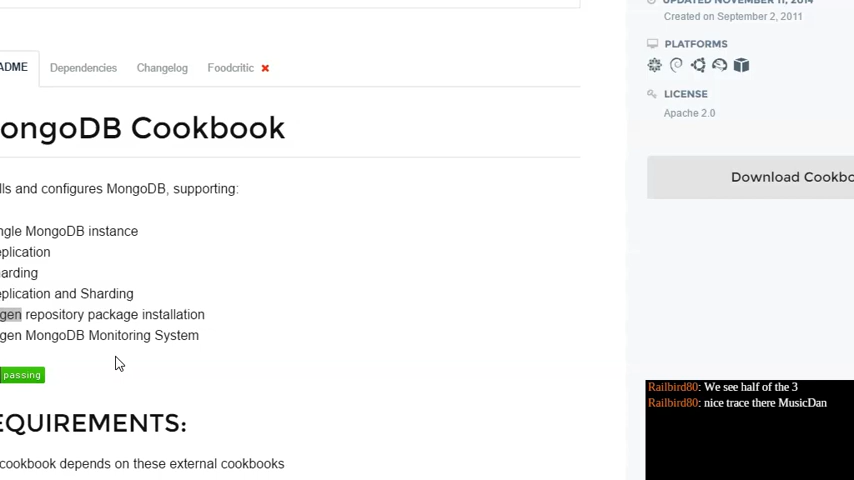 UPDATED NOVEMBER 11, 2014
Created on September 2, 2011
PLATFORMS
LICENSE
Apache 2.0
Download Cookbo
ADME Dependencies Changelog Foodcritic
ongoDB Cookbook
lls and configures MongoDB, supporting:
ngle MongoDB instance
eplication
harding
eplication and Sharding
gen repository package installation
gen MongoDB Monitoring System
passing
EQUIREMENTS:
cookbook depends on these external cookbooks
Railbird80: We see half of the 3
Railbird80: nice trace there MusicDan